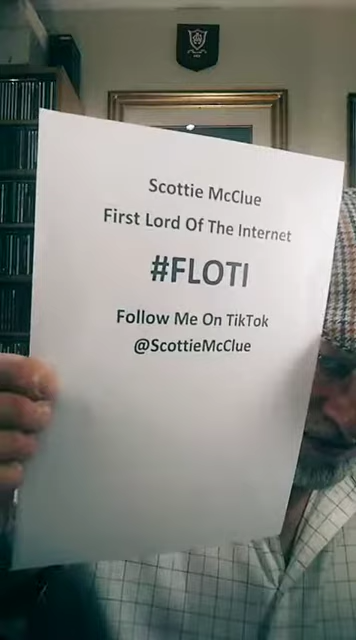 Scottie McClue
First Lord Of The Internet
#FLOTI
Follow Me On TikTok
@ScottieMcClue